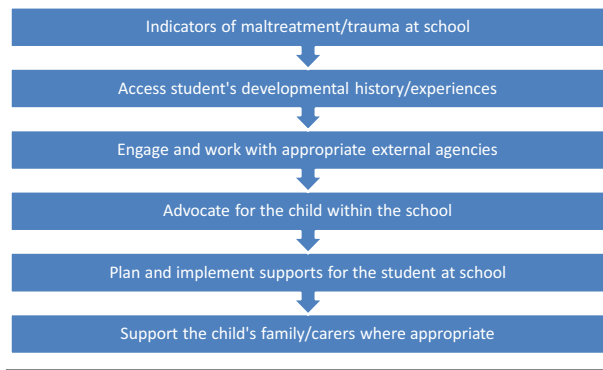 Indicators of maltreatment/trauma at school
Access student's developmental history/experiences
Engage and work with appropriate external agencies
Advocate for the child within the school
Plan and implement supports for the student at school
Support the child's family/carers where appropriate